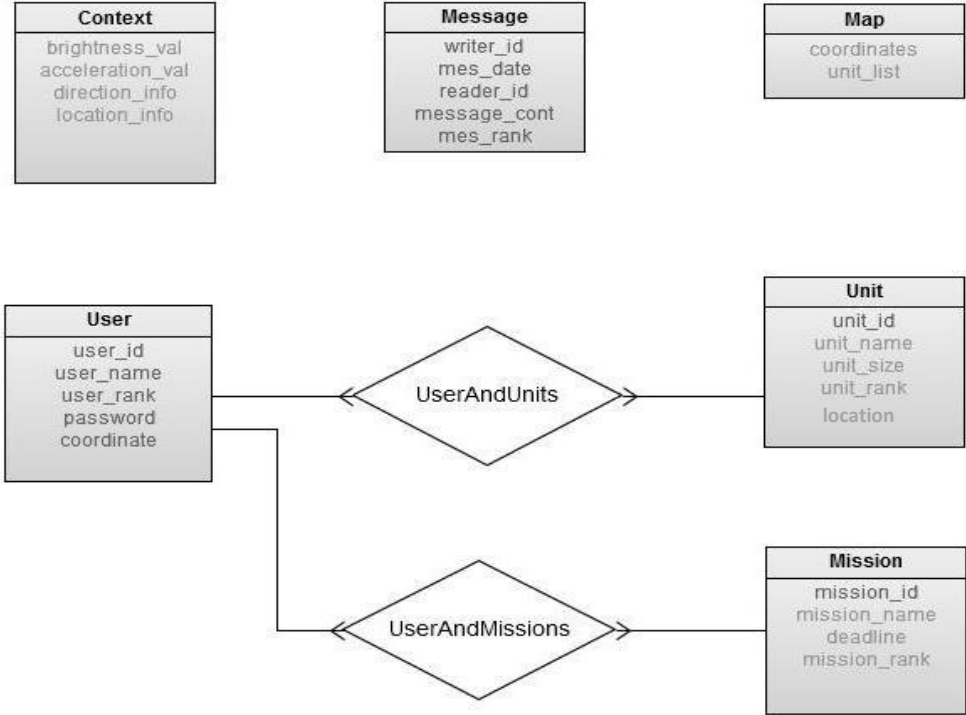 Context
brightness_val
acceleration_val
direction_info
location_info
Message
writer_id
mes_date
reader_id
message_cont
mes_rank
Map
coordinates
unit_list
User
user_id
user_name
user_rank
password
coordinate
UserAndUnits
Unit
unit_id
unit_name
unit_size
unit_rank
location
UserAndMissions
Mission
mission_id
mission_name
deadline
mission_rank